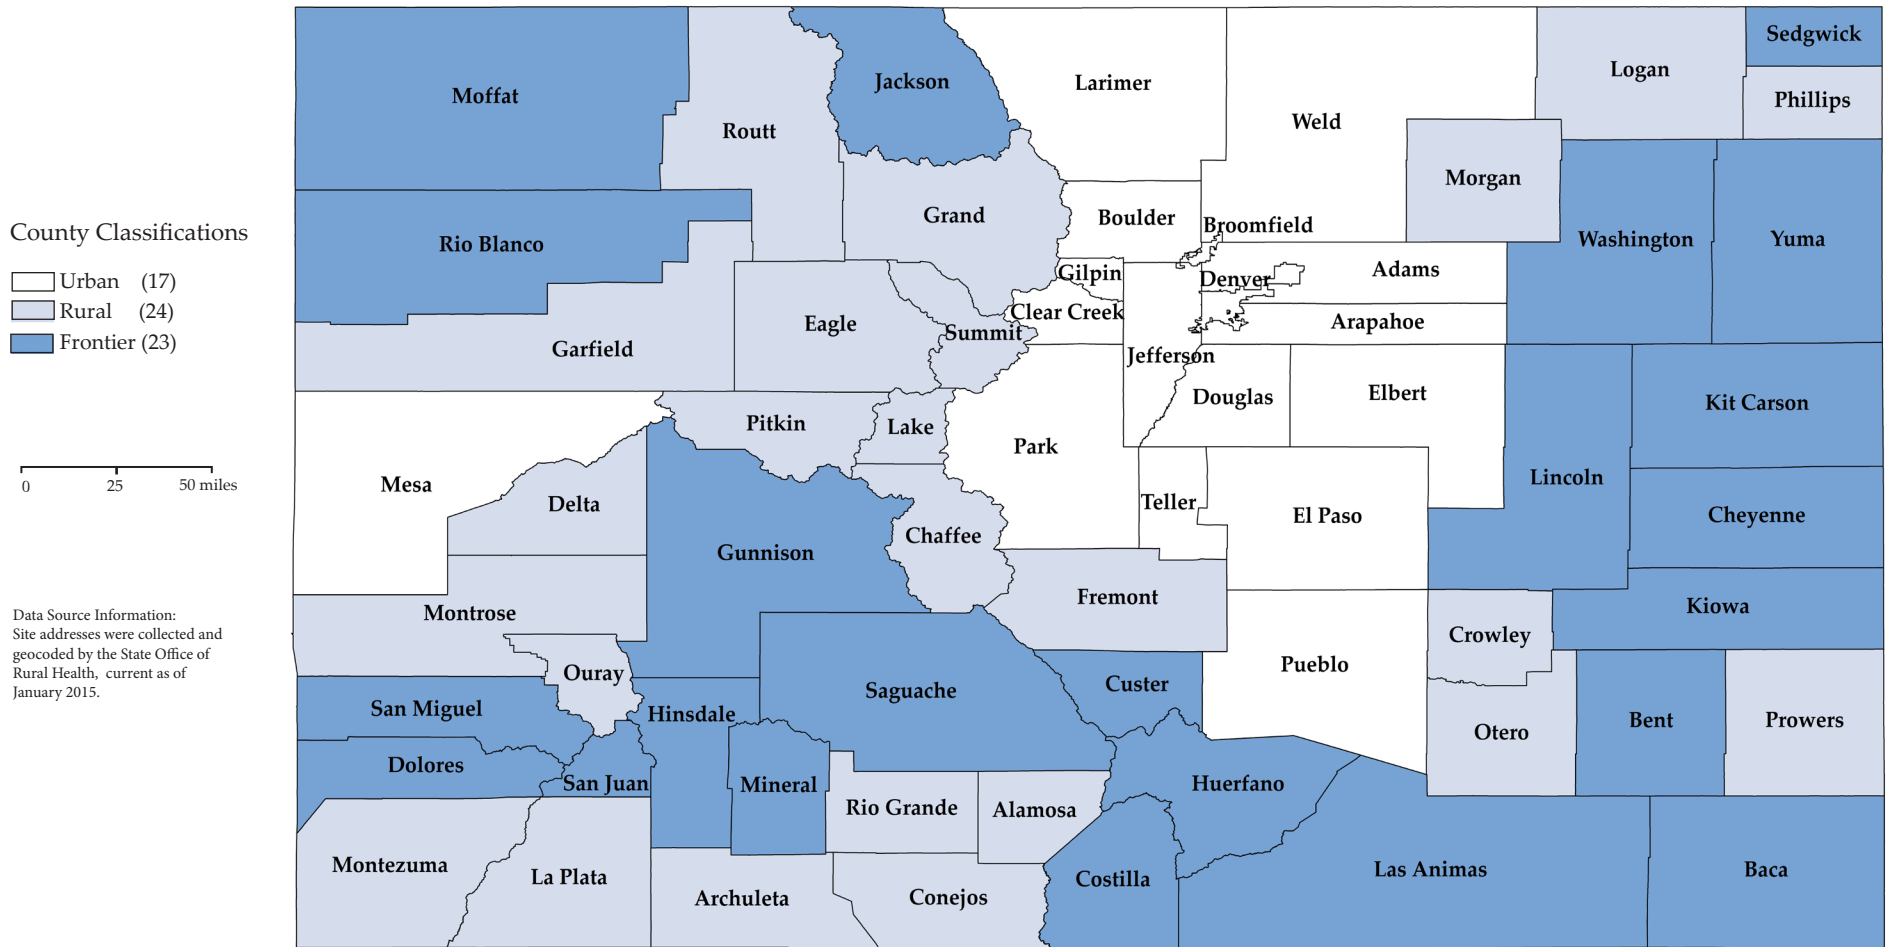 County Classifications
Urban (17)
Rural (24)
Frontier (23)
0 25 50 miles
Data Source Information:
Site addresses were collected and
geocoded by the State Office of
Rural Health, current as of
January 2015.
Sedgwick
Logan
Jackson
Larimer
Moffat
Phillips
Weld
Routt
Morgan
Grand
Boulder
Broomfield
Washington
Yuma
Rio Blanco
Gilpin
Denver
Adams
Clear Creek
Eagle
Arapahoe
Summit
Garfield
Jefferson
Douglas
Elbert
Kit Carson
Pitkin
Lake
Park
Lincoln
Mesa
Delta
Teller
El Paso
Cheyenne
Chaffee
Gunnison
Fremont
Kiowa
Montrose
Crowley
Pueblo
Ouray
Custer
Saguache
San Miguel
Hinsdale
Bent
Prowers
Otero
Dolores
San Juan
Mineral
Huerfano
Rio Grande
Alamosa
Montezuma
La Plata
Las Animas
Baca
Costilla
Archuleta
Conejos